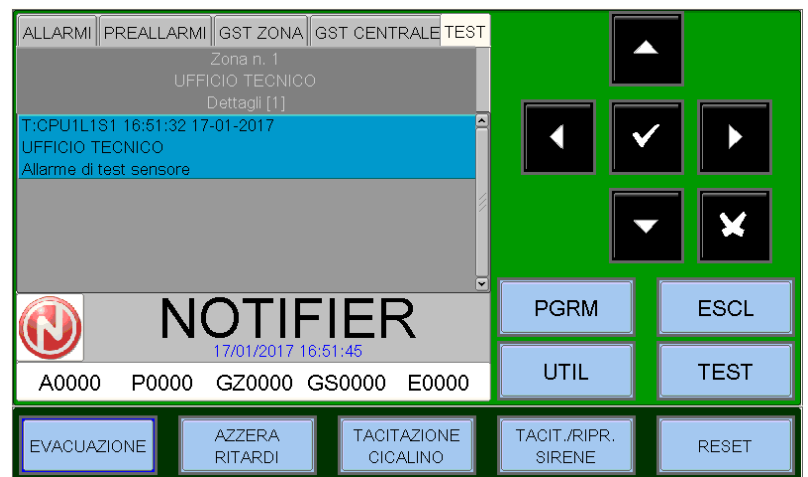 ALLARMI PREALLARMI GST ZONA GST CENTRALE TEST
Zona n. 1
UFFICIO TECNICO
Dettagli [1]
T:CPU1L1S1 16:51:32 17-01-2017
UFFICIO TECNICO
Allarme di test sensore
N
NOTIFIER
17/01/2017 16:51:45
A0000 P0000 GZ0000 GS0000 E0000
PGRM ESCL
UTIL TEST
EVACUAZIONE
AZZERA
RITARDI
TACITAZIONE
CICALINO
TACIT./RIPR.
SIRENE
RESET